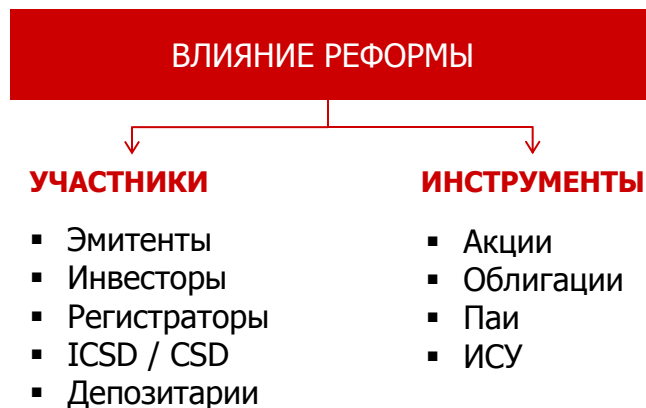 ВЛИЯНИЕ РЕФОРМЫ
УЧАСТНИКИ
▪ Эмитенты
▪ Инвесторы
▪ Регистраторы
▪ ICSD / CSD
▪ Депозитарии
ИНСТРУМЕНТЫ
▪ Акции
▪ Облигации
▪ Паи
▪ ИСУ